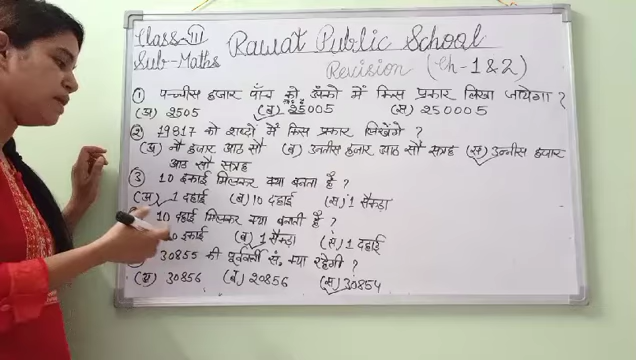 Class III Rawat Public School
Sub-Maths Revision (Ch-1&2)
① पच्चीस हजार पाँच को अंको में किस प्रकार लिखा जायेगा ?
(अ) 2505 (ब) 25005 (स) 250005
② 19817 को शब्दों में किस प्रकार लिखेंगे ?
(अ) नौ हजार आठ सौ (ब) उनतीस हजार आठ सौ सत्रह (स) उन्नीस हजार
आठ सौ सत्रह
③ 10 इकाई मिलकर क्या बनता है ?
(अ) 1 दहाई (ब) 10 दहाई (स) 1 सैकड़ा
10 दहाई मिलकर क्या बनती है ?
इकाई (ब) 1 सैकड़ा (स) 1 दहाई
30855 की पूर्ववर्ती सं. क्या रहेगी ?
(अ) 30856 (ब) 20856 (स) 30854